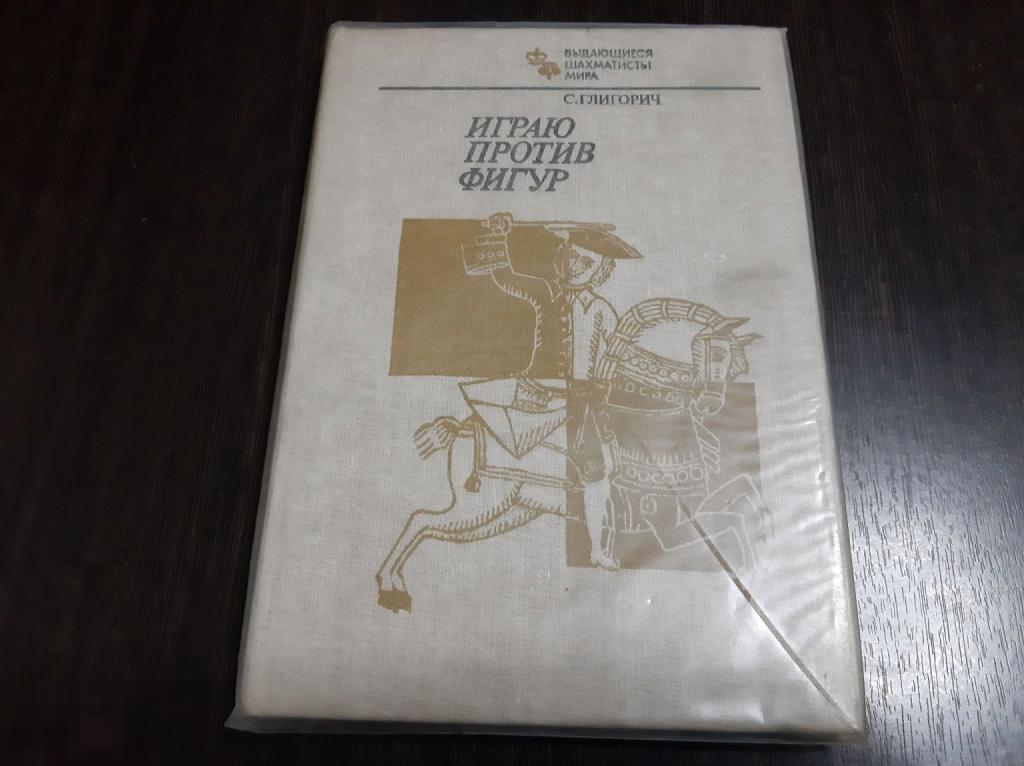 ВЫДАЮЩИЕСЯ
ШАХМАТИСТЫ
МИРА
С. ГЛИГОРИЧ
ИГРАЮ
ПРОТИВ
ФИГУР